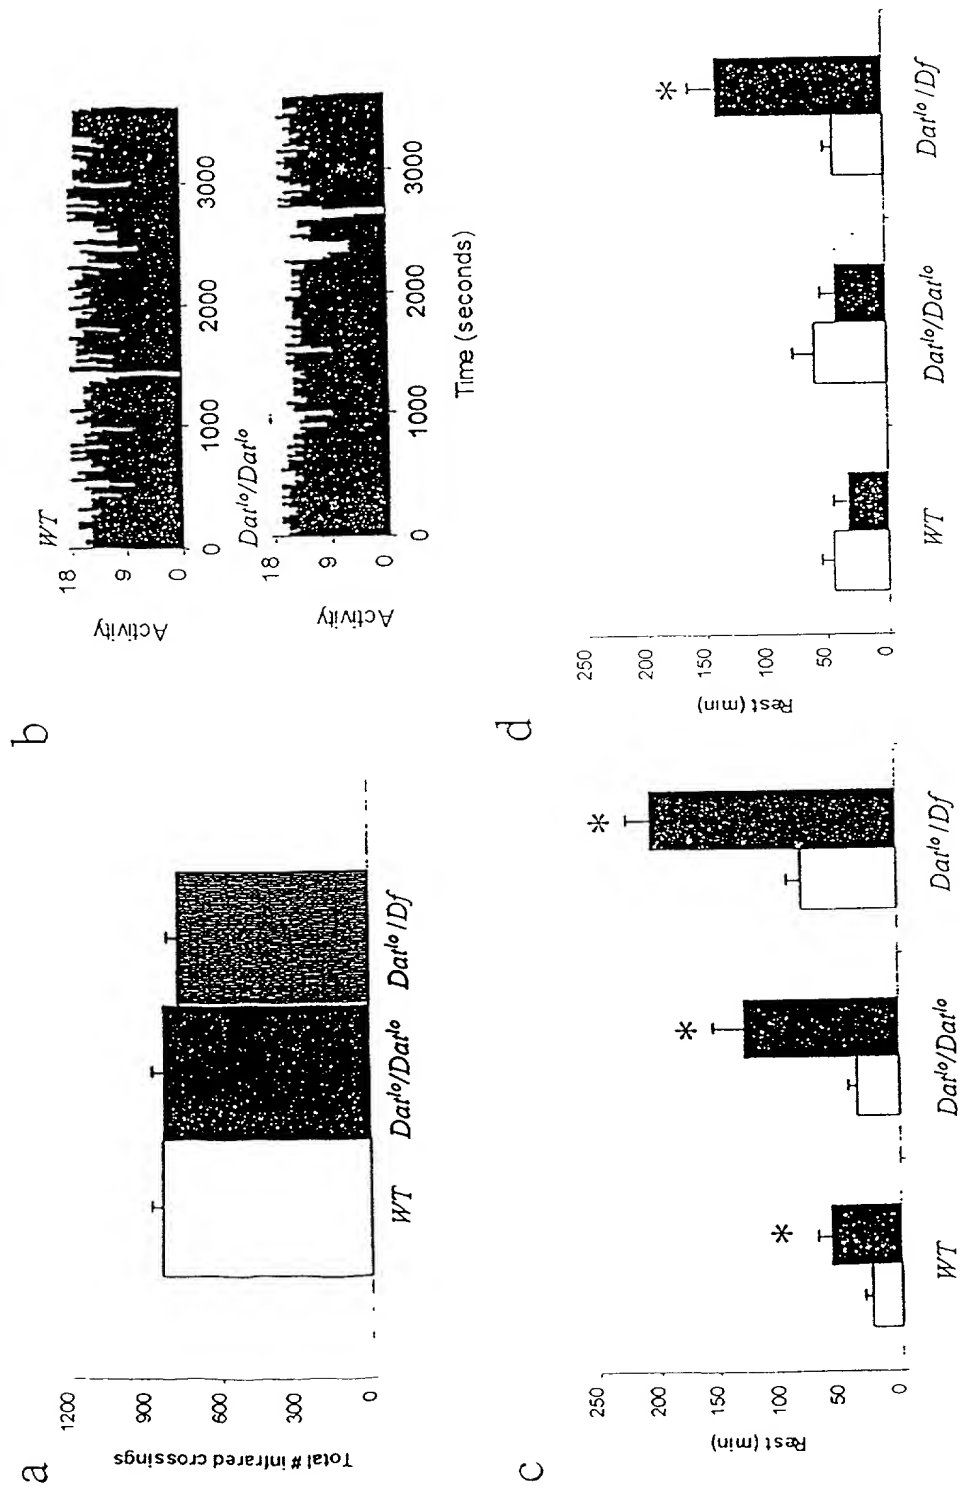 a
Total # infrared crossings
1200
900
600
300
0
WT
Dat^lo/Dat^lo
Dat^lo/Df
b
WT
Activity
18
9
0
0
1000
2000
3000
Dat^lo/Dat^lo
Activity
18
9
0
0
1000
2000
3000
Time (seconds)
c
Rest (min)
250
200
150
100
50
0
*
*
*
WT
Dat^lo/Dat^lo
Dat^lo/Df
d
Rest (min)
250
200
150
100
50
0
*
WT
Dat^lo/Dat^lo
Dat^lo/Df